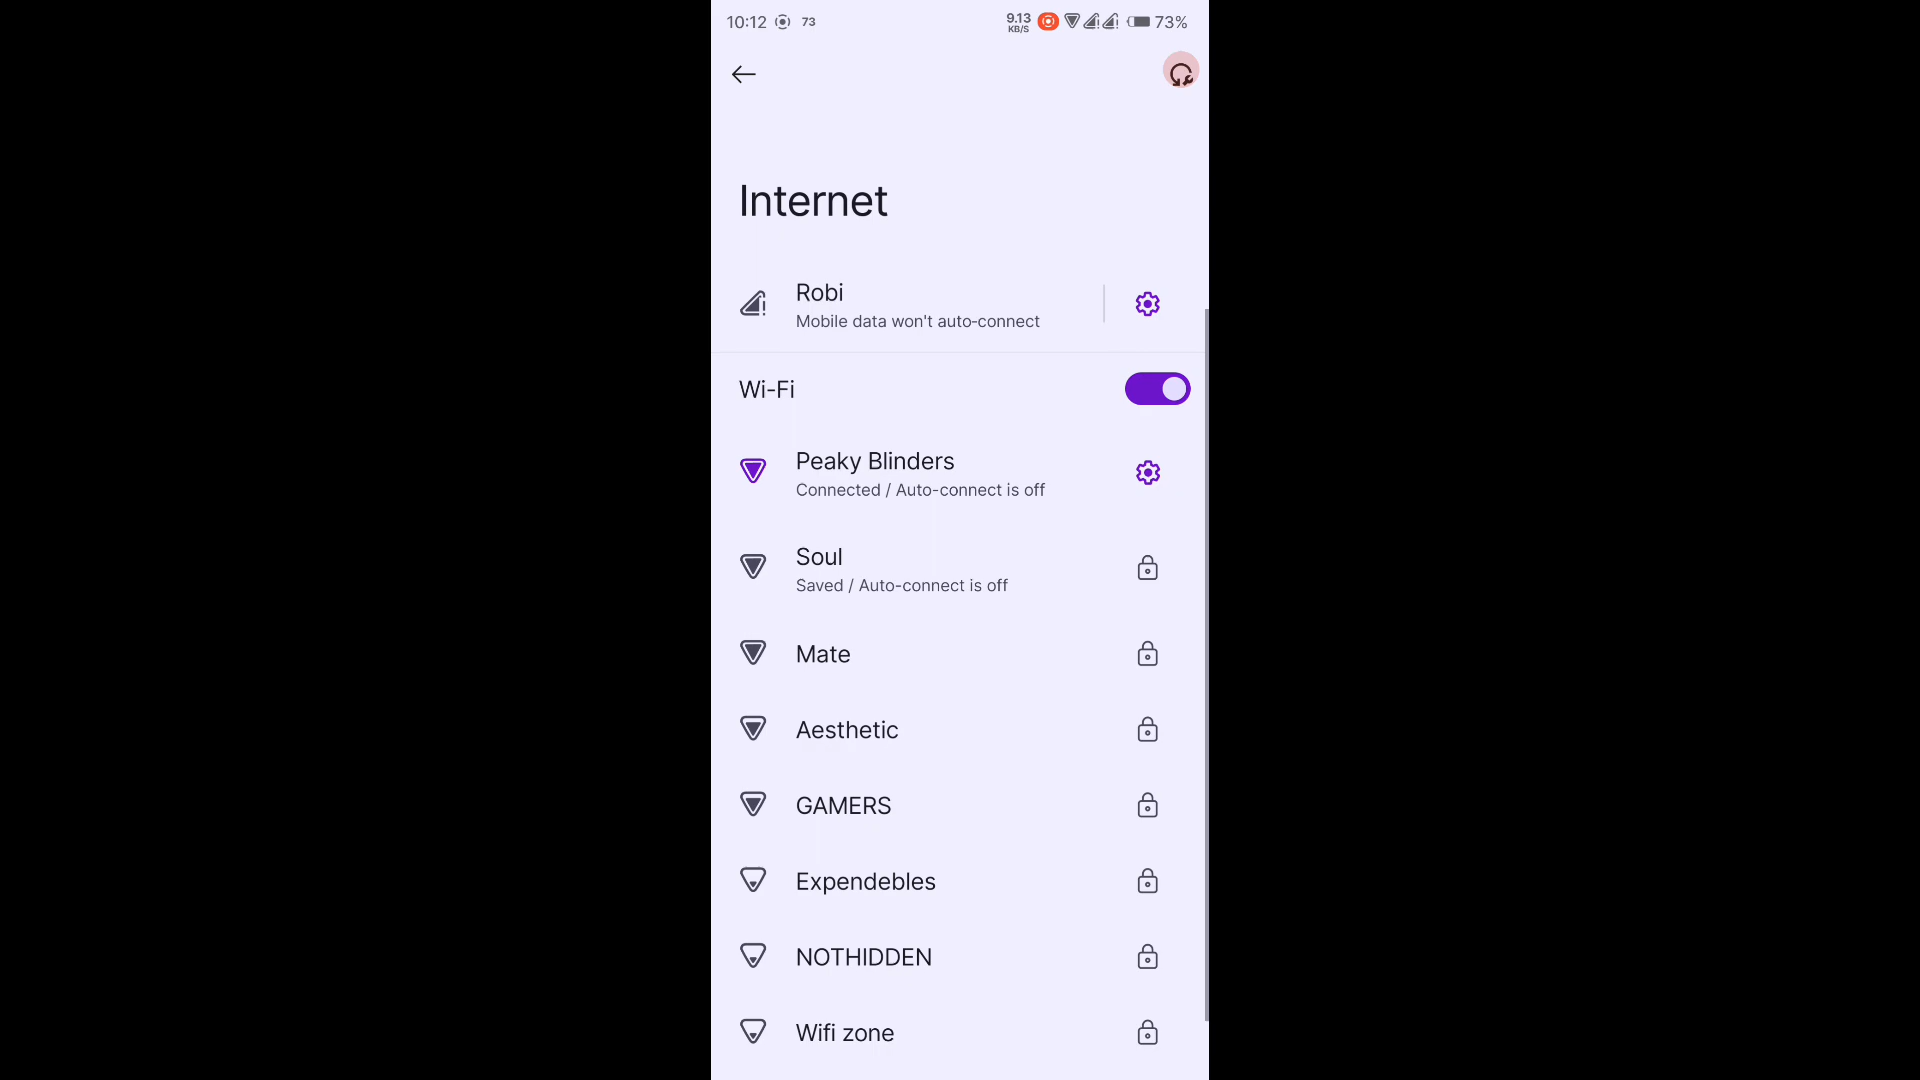 10:12 73 9.13 KB/S 73%
Internet
Robi
Mobile data won't auto-connect
Wi-Fi
Peaky Blinders
Connected / Auto-connect is off
Soul
Saved / Auto-connect is off
Mate
Aesthetic
GAMERS
Expendebles
NOTHIDDEN
Wifi zone